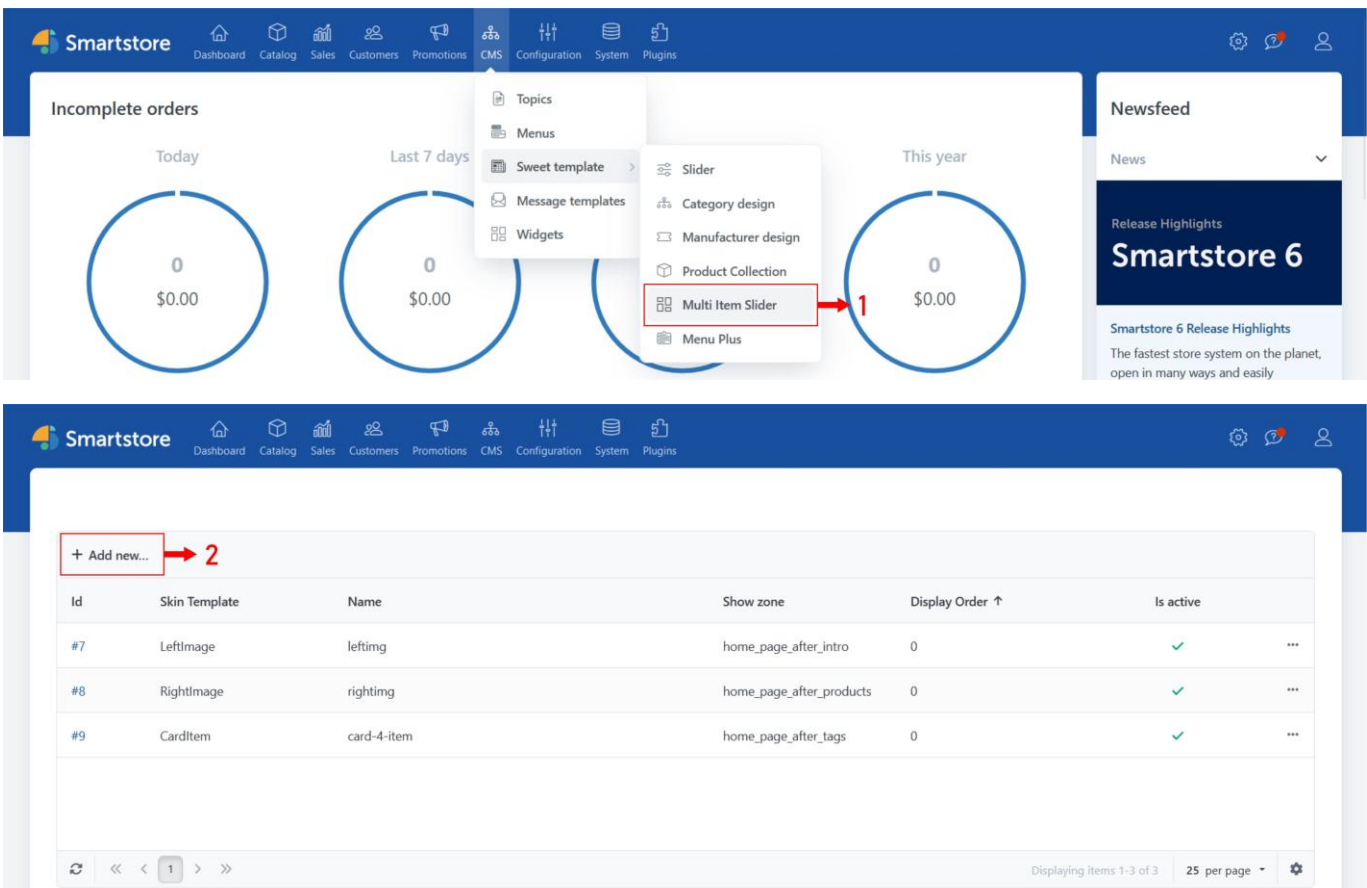 Smartstore
Dashboard Catalog Sales Customers Promotions CMS Configuration System Plugins
Incomplete orders
Today
0
$0.00
Last 7 days
0
$0.00
This year
0
$0.00
Topics
Menus
Sweet template
Message templates
Widgets
Slider
Category design
Manufacturer design
Product Collection
Multi Item Slider
1
Menu Plus
Newsfeed
News
Release Highlights
Smartstore 6
Smartstore 6 Release Highlights
The fastest store system on the planet,
open in many ways and easily
Smartstore
Dashboard Catalog Sales Customers Promotions CMS Configuration System Plugins
+ Add new...
2
Id Skin Template Name Show zone Display Order ↑ Is active
#7 LeftImage leftimg home_page_after_intro 0
#8 RightImage rightimg home_page_after_products 0
#9 CardItem card-4-item home_page_after_tags 0
1
Displaying items 1-3 of 3 25 per page